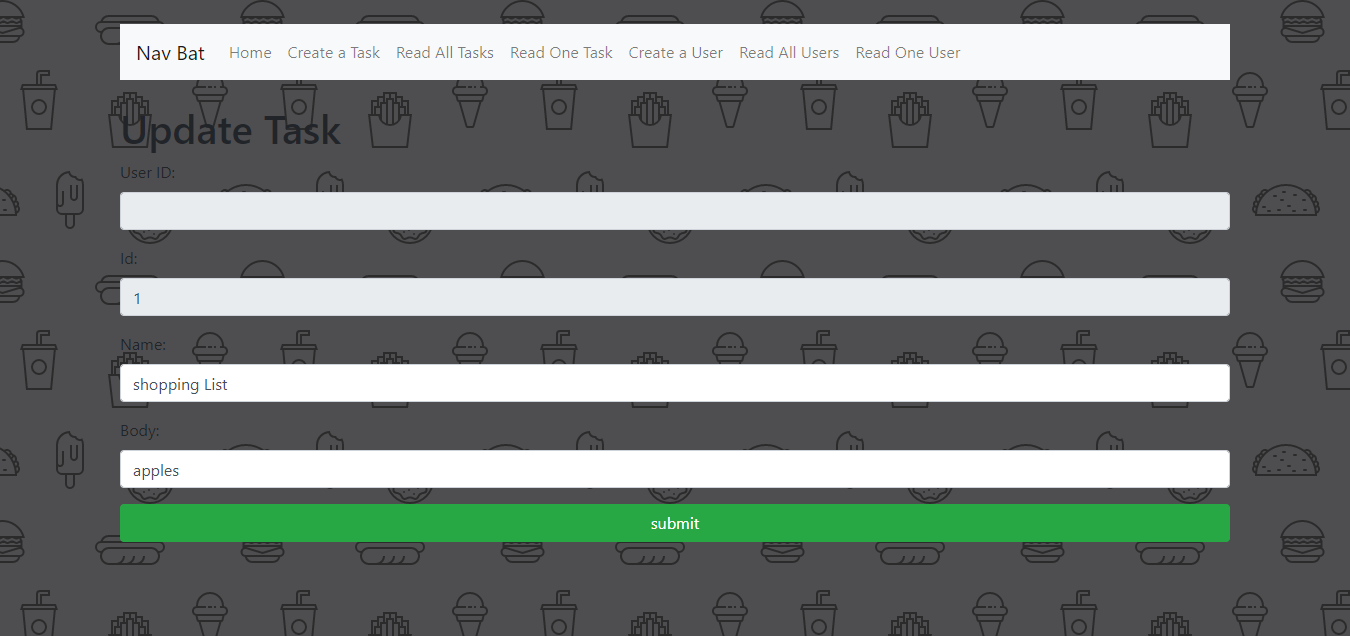 Nav Bat Home Create a Task Read All Tasks Read One Task Create a User Read All Users Read One User
Update Task
User ID:
Id:
1
Name:
shopping List
Body:
apples
submit